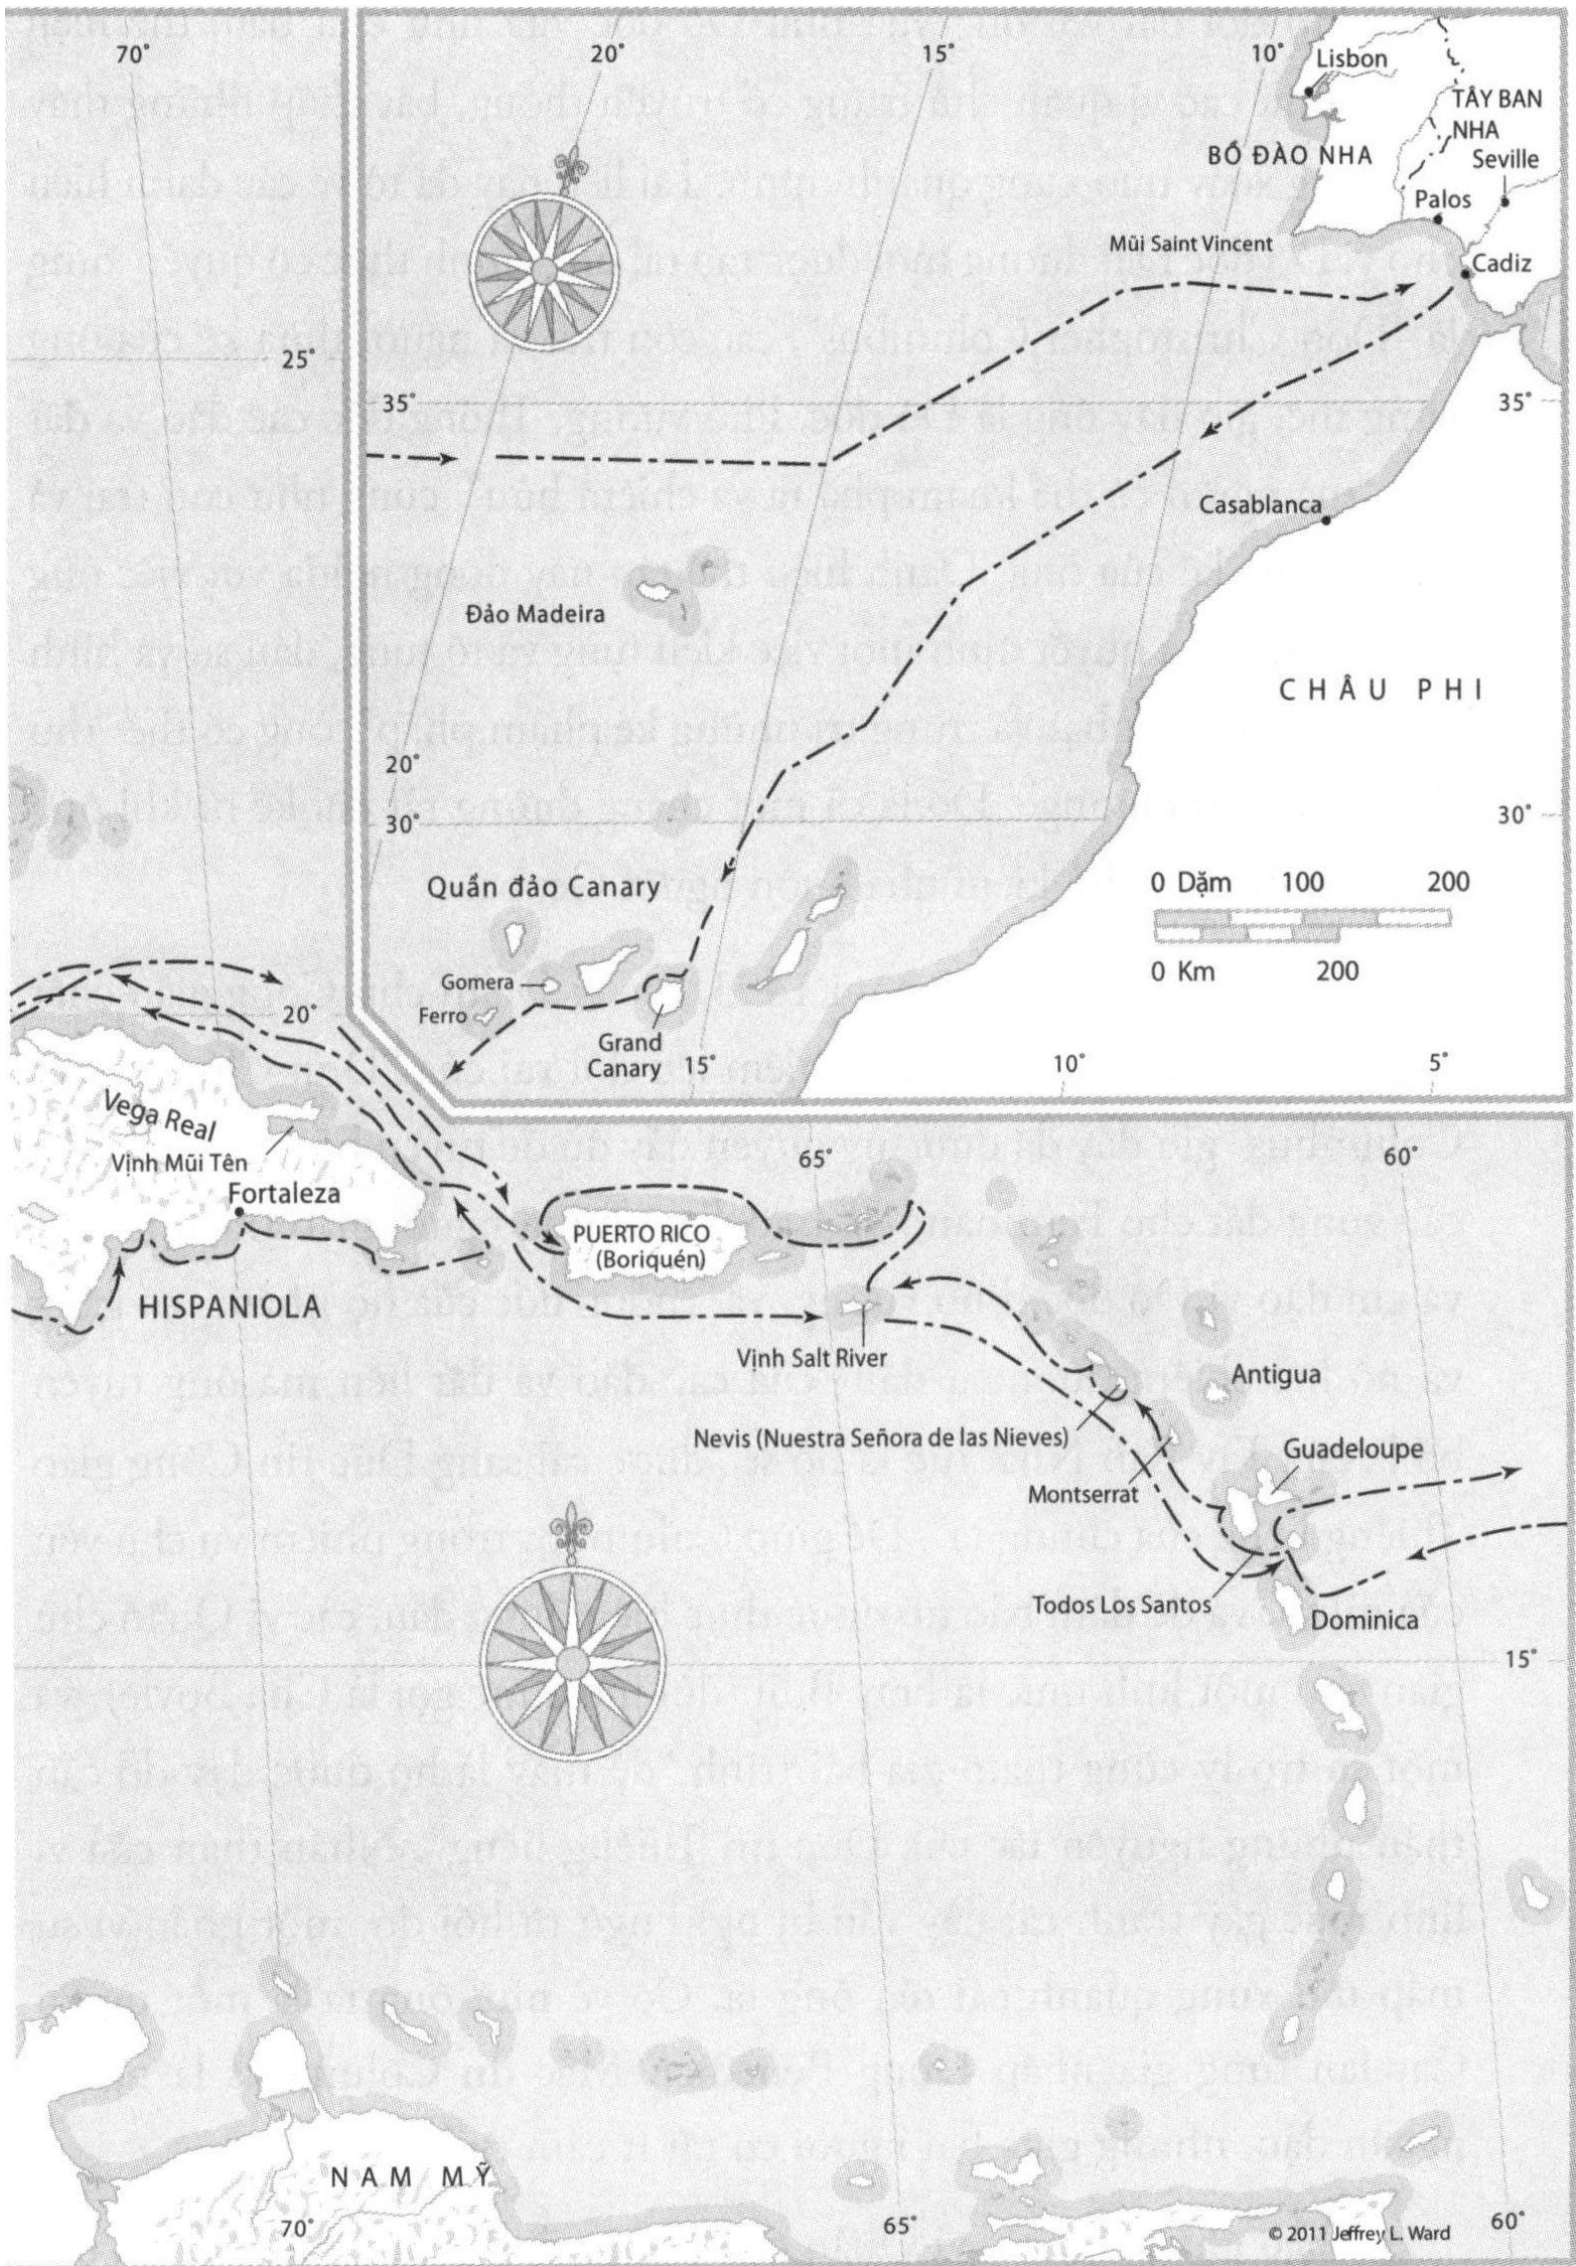 70°
20°
15°
10°
Lisbon
TÂY BAN
NHA
BỒ ĐÀO NHA
Seville
Palos
Mũi Saint Vincent
Cadiz
25°
35°
35°
Casablanca
Đảo Madeira
CHÂU PHI
20°
30°
30°
0 Dặm 100 200
0 Km 200
Quần đảo Canary
Gomera
Ferro
Grand
Canary
15°
10°
5°
20°
Vega Real
Vịnh Mũi Tên
Fortaleza
HISPANIOLA
65°
60°
PUERTO RICO
(Boriquén)
Vịnh Salt River
Antigua
Nevis (Nuestra Señora de las Nieves)
Guadeloupe
Montserrat
Todos Los Santos
Dominica
15°
NAM MỸ
70°
65°
60°
© 2011 Jeffrey L. Ward